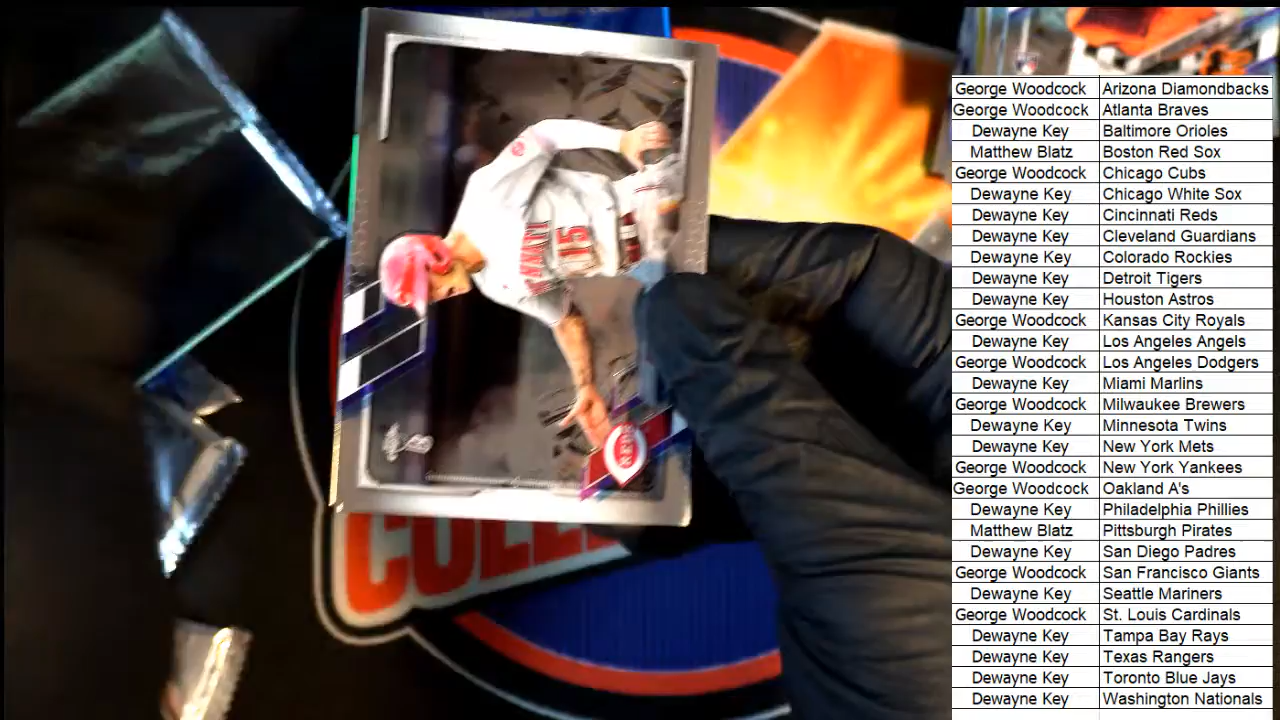 George Woodcock Arizona Diamondbacks
George Woodcock Atlanta Braves
Dewayne Key Baltimore Orioles
Matthew Blatz Boston Red Sox
George Woodcock Chicago Cubs
Dewayne Key Chicago White Sox
Dewayne Key Cincinnati Reds
Dewayne Key Cleveland Guardians
Dewayne Key Colorado Rockies
Dewayne Key Detroit Tigers
Dewayne Key Houston Astros
George Woodcock Kansas City Royals
Dewayne Key Los Angeles Angels
George Woodcock Los Angeles Dodgers
Dewayne Key Miami Marlins
George Woodcock Milwaukee Brewers
Dewayne Key Minnesota Twins
Dewayne Key New York Mets
George Woodcock New York Yankees
George Woodcock Oakland A's
Dewayne Key Philadelphia Phillies
Matthew Blatz Pittsburgh Pirates
Dewayne Key San Diego Padres
George Woodcock San Francisco Giants
Dewayne Key Seattle Mariners
George Woodcock St. Louis Cardinals
Dewayne Key Tampa Bay Rays
Dewayne Key Texas Rangers
Dewayne Key Toronto Blue Jays
Dewayne Key Washington Nationals
15
REDS